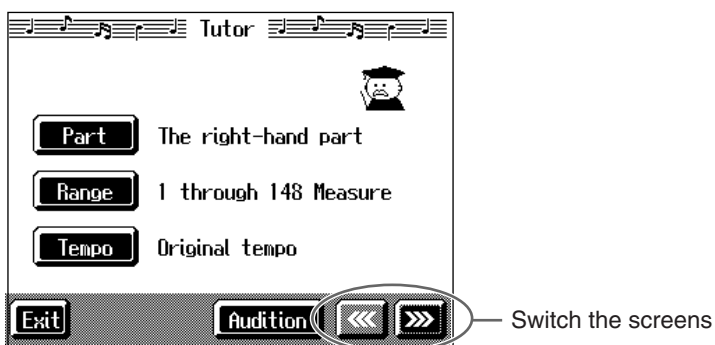 Tutor
Part The right-hand part
Range 1 through 148 Measure
Tempo Original tempo
Exit Audition <<< >>> Switch the screens